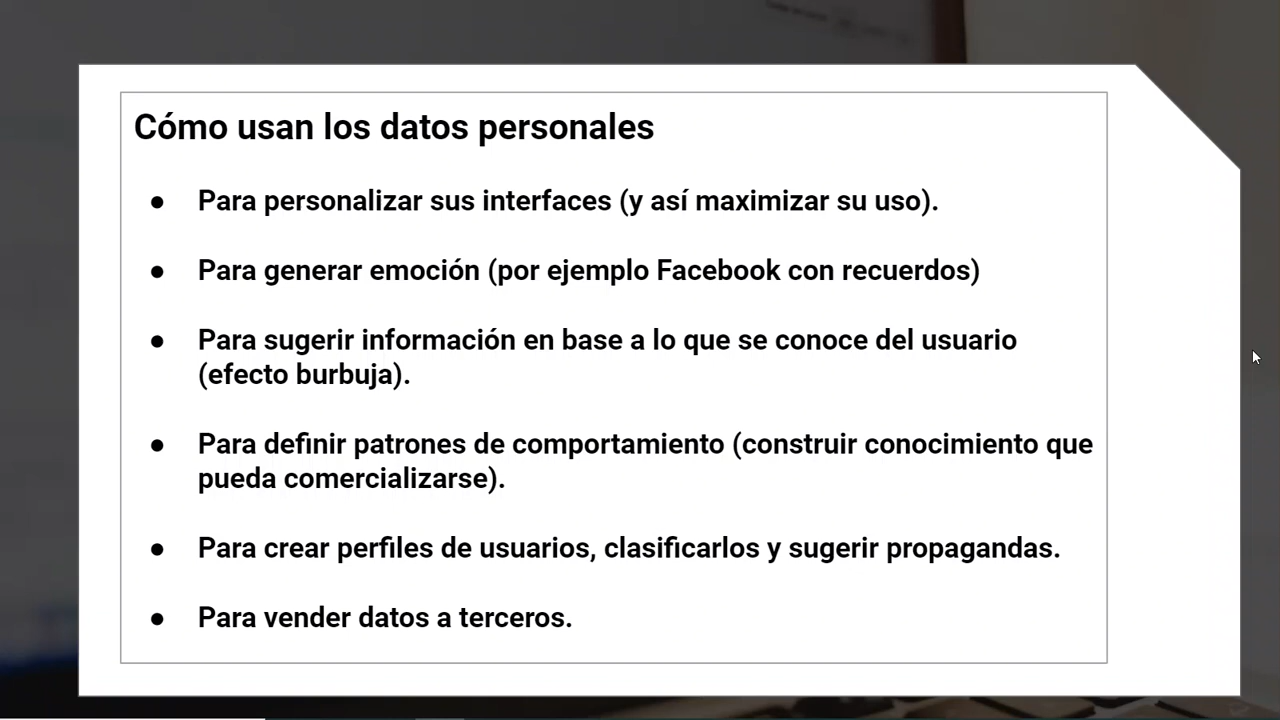 Cómo usan los datos personales
● Para personalizar sus interfaces (y así maximizar su uso).
● Para generar emoción (por ejemplo Facebook con recuerdos)
● Para sugerir información en base a lo que se conoce del usuario
(efecto burbuja).
● Para definir patrones de comportamiento (construir conocimiento que
pueda comercializarse).
● Para crear perfiles de usuarios, clasificarlos y sugerir propagandas.
● Para vender datos a terceros.